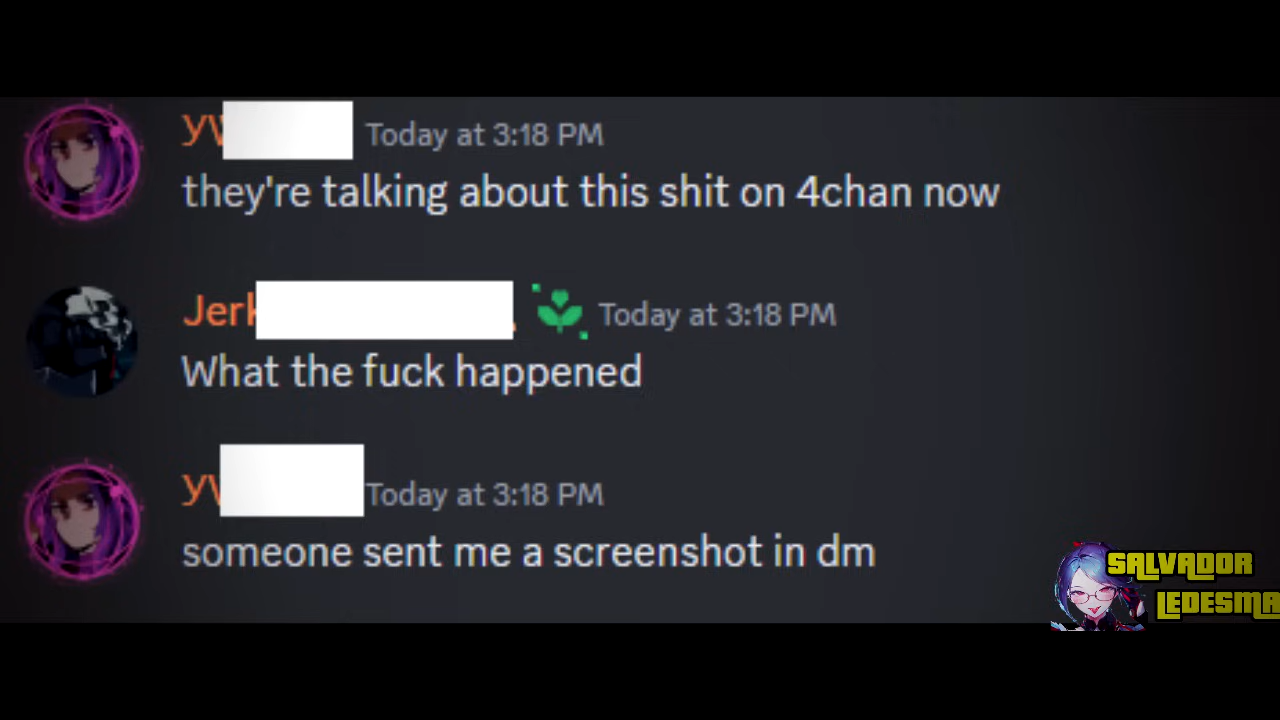 Today at 3:18 PM
they're talking about this shit on 4chan now
Jerk Today at 3:18 PM
What the fuck happened
Today at 3:18 PM
someone sent me a screenshot in dm
SALVADOR
LEDESMA